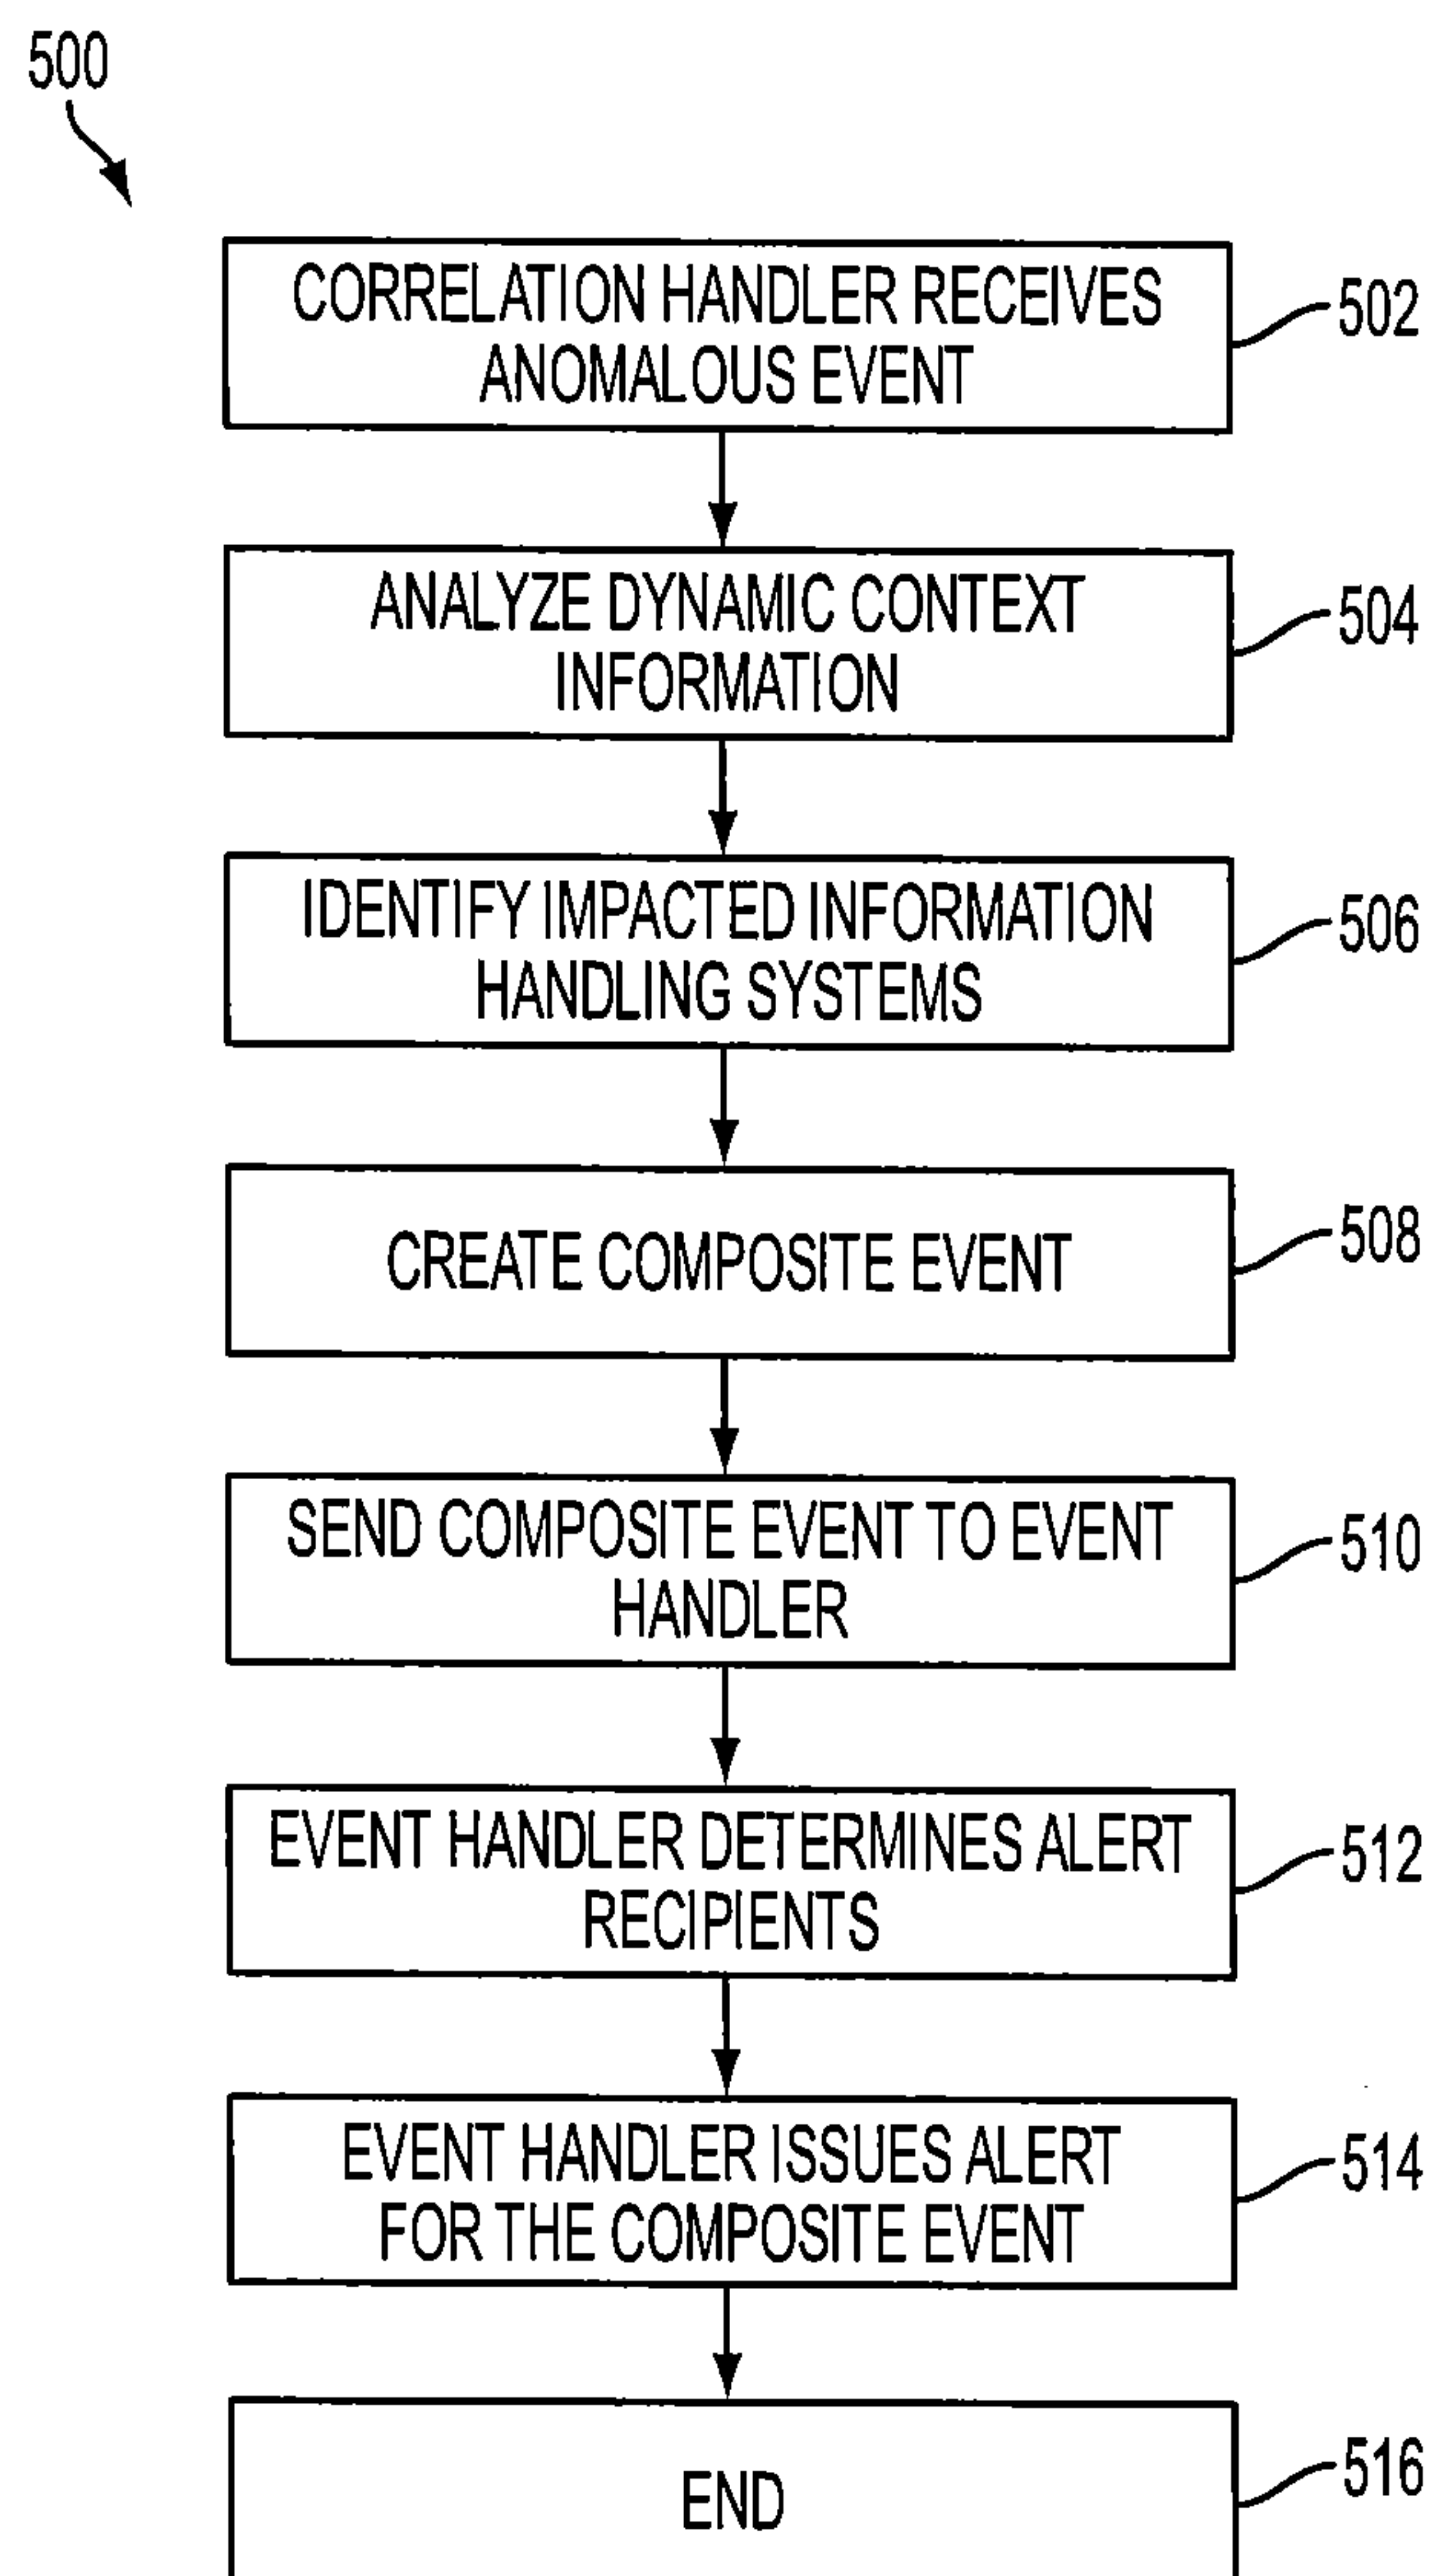 500
CORRELATION HANDLER RECEIVES
ANOMALOUS EVENT
502
ANALYZE DYNAMIC CONTEXT
INFORMATION
504
IDENTIFY IMPACTED INFORMATION
HANDLING SYSTEMS
506
CREATE COMPOSITE EVENT
508
SEND COMPOSITE EVENT TO EVENT
HANDLER
510
EVENT HANDLER DETERMINES ALERT
RECIPIENTS
512
EVENT HANDLER ISSUES ALERT
FOR THE COMPOSITE EVENT
514
END
516